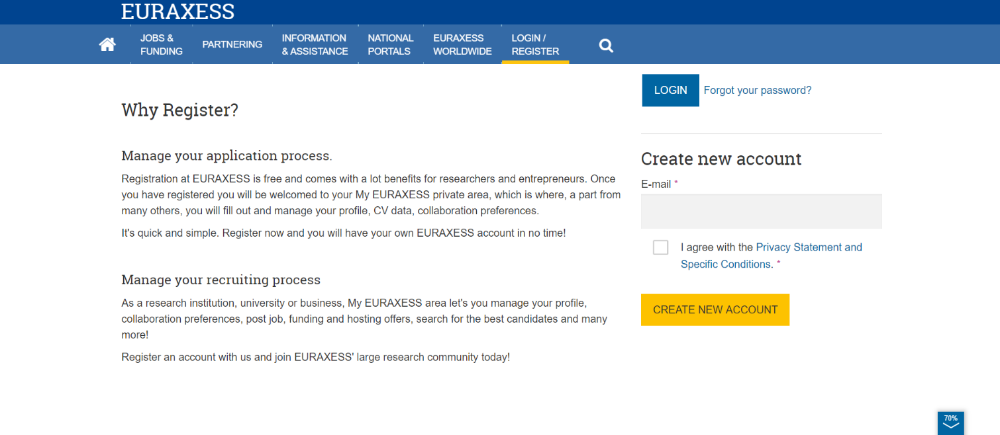 EURAXESS
JOBS &
FUNDING
PARTNERING
INFORMATION
& ASSISTANCE
NATIONAL
PORTALS
EURAXESS
WORLDWIDE
LOGIN /
REGISTER
Why Register?
Manage your application process.
Registration at EURAXESS is free and comes with a lot benefits for researchers and entrepreneurs. Once
you have registered you will be welcomed to your My EURAXESS private area, which is where, a part from
many others, you will fill out and manage your profile, CV data, collaboration preferences.
It's quick and simple. Register now and you will have your own EURAXESS account in no time!
Manage your recruiting process
As a research institution, university or business, My EURAXESS area let's you manage your profile,
collaboration preferences, post job, funding and hosting offers, search for the best candidates and many
more!
Register an account with us and join EURAXESS' large research community today!
LOGIN
Forgot your password?
Create new account
E-mail *
I agree with the Privacy Statement and
Specific Conditions. *
CREATE NEW ACCOUNT
70%